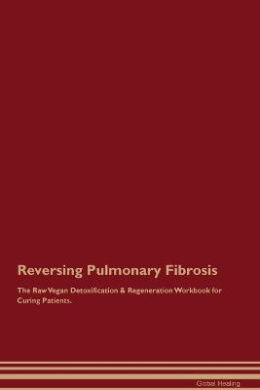 Reversing Pulmonary Fibrosis
The Raw Vegan Detoxification & Regeneration Workbook for
Curing Patients.
Global Healing